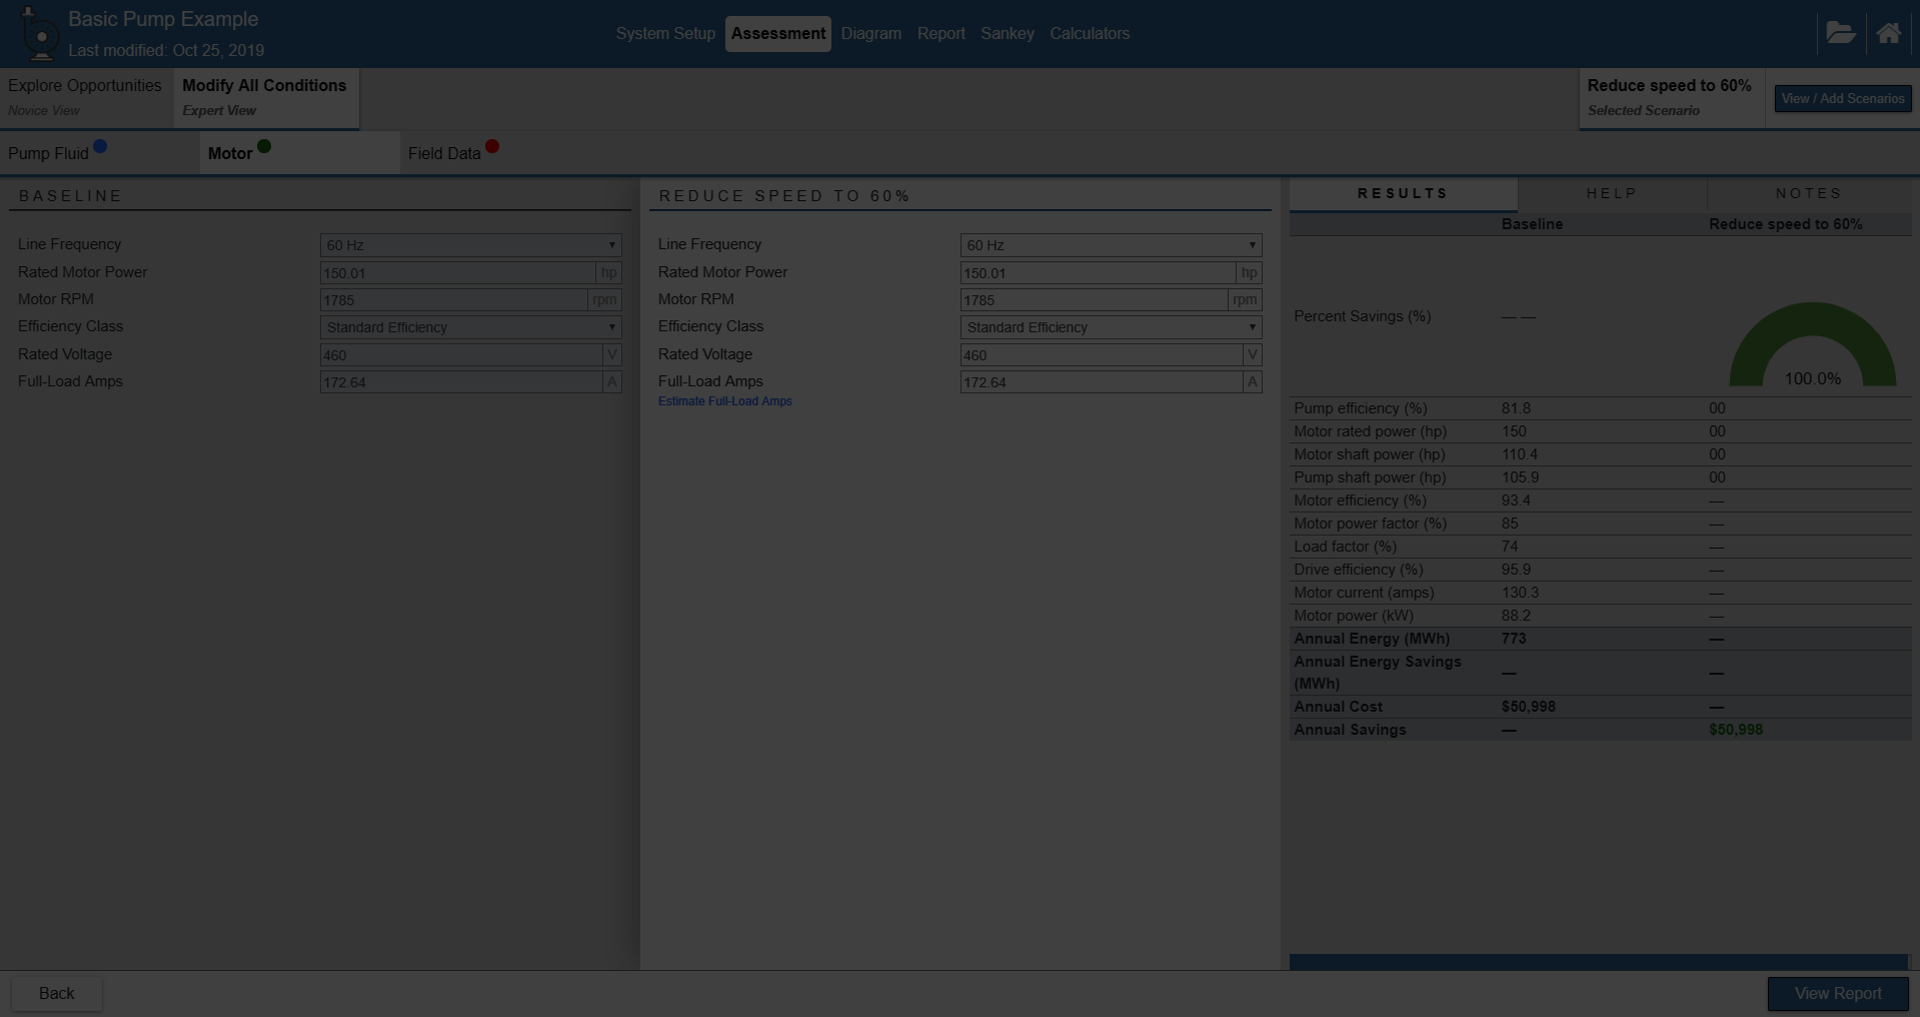 Basic Pump Example
Last modified: Oct 25, 2019
System Setup Assessment Diagram Report Sankey Calculators
Explore Opportunities
Novice View
Modify All Conditions
Expert View
Reduce speed to 60%
Selected Scenario
View / Add Scenarios
Pump Fluid Motor Field Data
BASELINE
Line Frequency 60 Hz
Rated Motor Power 150.01 hp
Motor RPM 1785 rpm
Efficiency Class Standard Efficiency
Rated Voltage 460 V
Full-Load Amps 172.64 A
REDUCE SPEED TO 60%
Line Frequency 60 Hz
Rated Motor Power 150.01 hp
Motor RPM 1785 rpm
Efficiency Class Standard Efficiency
Rated Voltage 460 V
Full-Load Amps 172.64 A
Estimate Full-Load Amps
RESULTS HELP NOTES
Baseline Reduce speed to 60%
Percent Savings (%) — — 100.0%
Pump efficiency (%) 81.8 00
Motor rated power (hp) 150 00
Motor shaft power (hp) 110.4 00
Pump shaft power (hp) 105.9 00
Motor efficiency (%) 93.4 —
Motor power factor (%) 85 —
Load factor (%) 74 —
Drive efficiency (%) 95.9 —
Motor current (amps) 130.3 —
Motor power (kW) 88.2 —
Annual Energy (MWh) 773 —
Annual Energy Savings
(MWh) — —
Annual Cost $50,998 —
Annual Savings — $50,998
Back
View Report